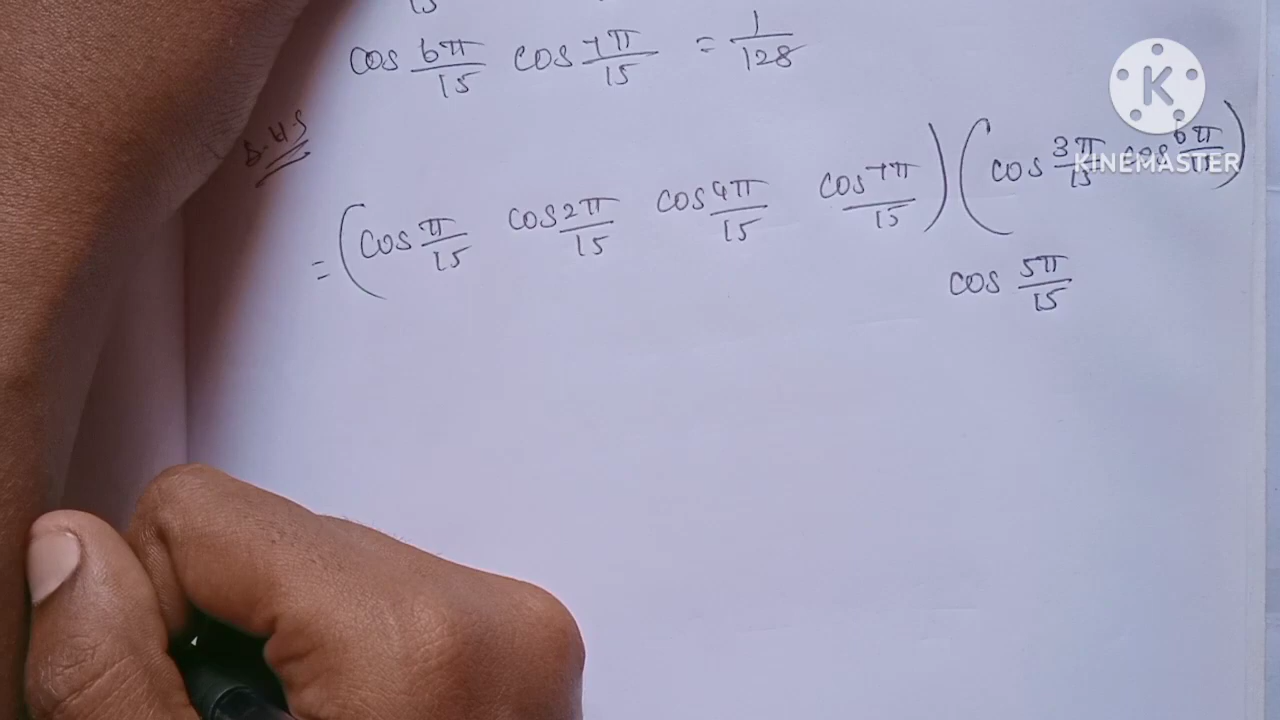 15
cos 6π/15 cos 7π/15 = 1/128
= (cos π/15 cos 2π/15 cos 4π/15 cos 7π/15) (cos 3π/15 cos 6π/15)
cos 5π/15
K
KINEMASTER